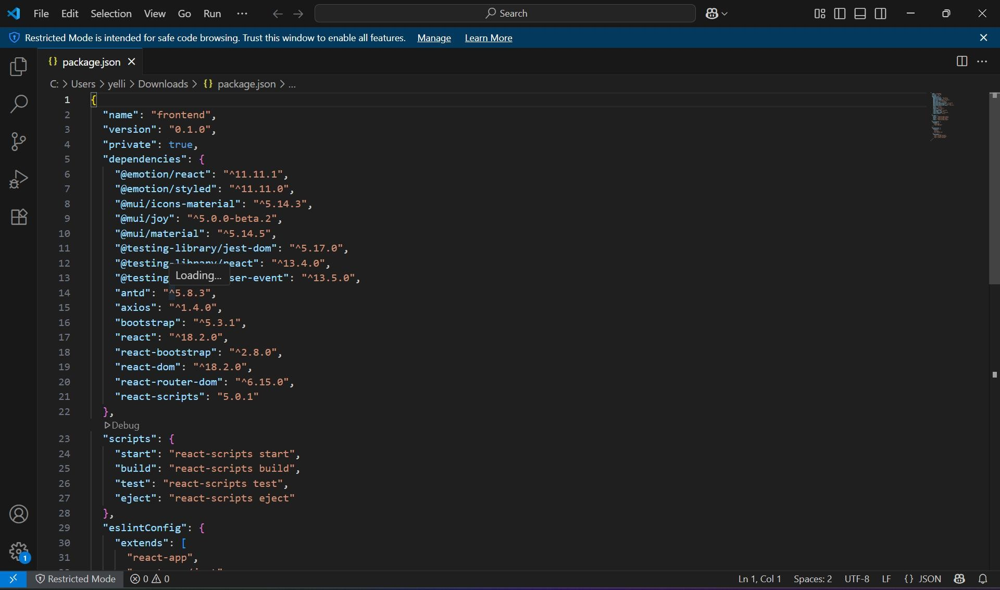 File Edit Selection View Go Run ··· Search
Restricted Mode is intended for safe code browsing. Trust this window to enable all features. Manage Learn More
{} package.json
C: > Users > yelli > Downloads > {} package.json > ...
1 {
2 "name": "frontend",
3 "version": "0.1.0",
4 "private": true,
5 "dependencies": {
6 "@emotion/react": "^11.11.1",
7 "@emotion/styled": "^11.11.0",
8 "@mui/icons-material": "^5.14.3",
9 "@mui/joy": "^5.0.0-beta.2",
10 "@mui/material": "^5.14.5",
11 "@testing-library/jest-dom": "^5.17.0",
12 "@testing-library/react": "^13.4.0",
13 "@testing Loading... ser-event": "^13.5.0",
14 "antd": "^5.8.3",
15 "axios": "^1.4.0",
16 "bootstrap": "^5.3.1",
17 "react": "^18.2.0",
18 "react-bootstrap": "^2.8.0",
19 "react-dom": "^18.2.0",
20 "react-router-dom": "^6.15.0",
21 "react-scripts": "5.0.1"
22 },
Debug
23 "scripts": {
24 "start": "react-scripts start",
25 "build": "react-scripts build",
26 "test": "react-scripts test",
27 "eject": "react-scripts eject"
28 },
29 "eslintConfig": {
30 "extends": [
31 "react-app",
Restricted Mode 0 0 Ln 1, Col 1 Spaces: 2 UTF-8 LF {} JSON
1